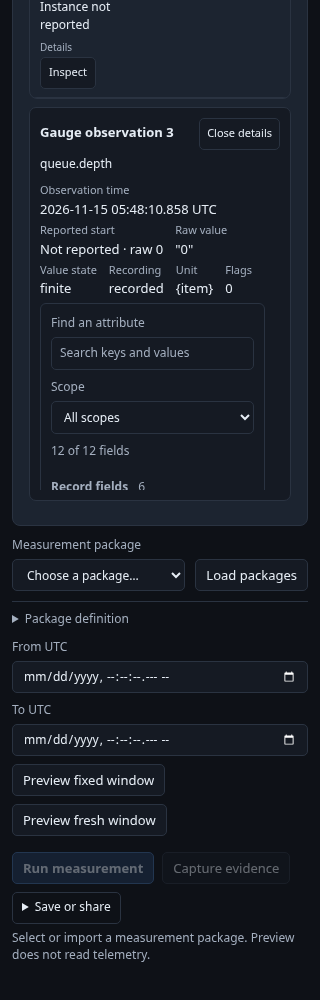 Instance not
reported
Details
Inspect
Gauge observation 3
Close details
queue.depth
Observation time
2026-11-15 05:48:10.858 UTC
Reported start Raw value
Not reported · raw 0 "0"
Value state Recording Unit Flags
finite recorded {item} 0
Find an attribute
Search keys and values
Scope
All scopes
12 of 12 fields
Record fields 6
Measurement package
Choose a package... Load packages
Package definition
From UTC
mm/dd/yyyy, --:--:--.--- --
To UTC
mm/dd/yyyy, --:--:--.--- --
Preview fixed window
Preview fresh window
Run measurement Capture evidence
Save or share
Select or import a measurement package. Preview
does not read telemetry.